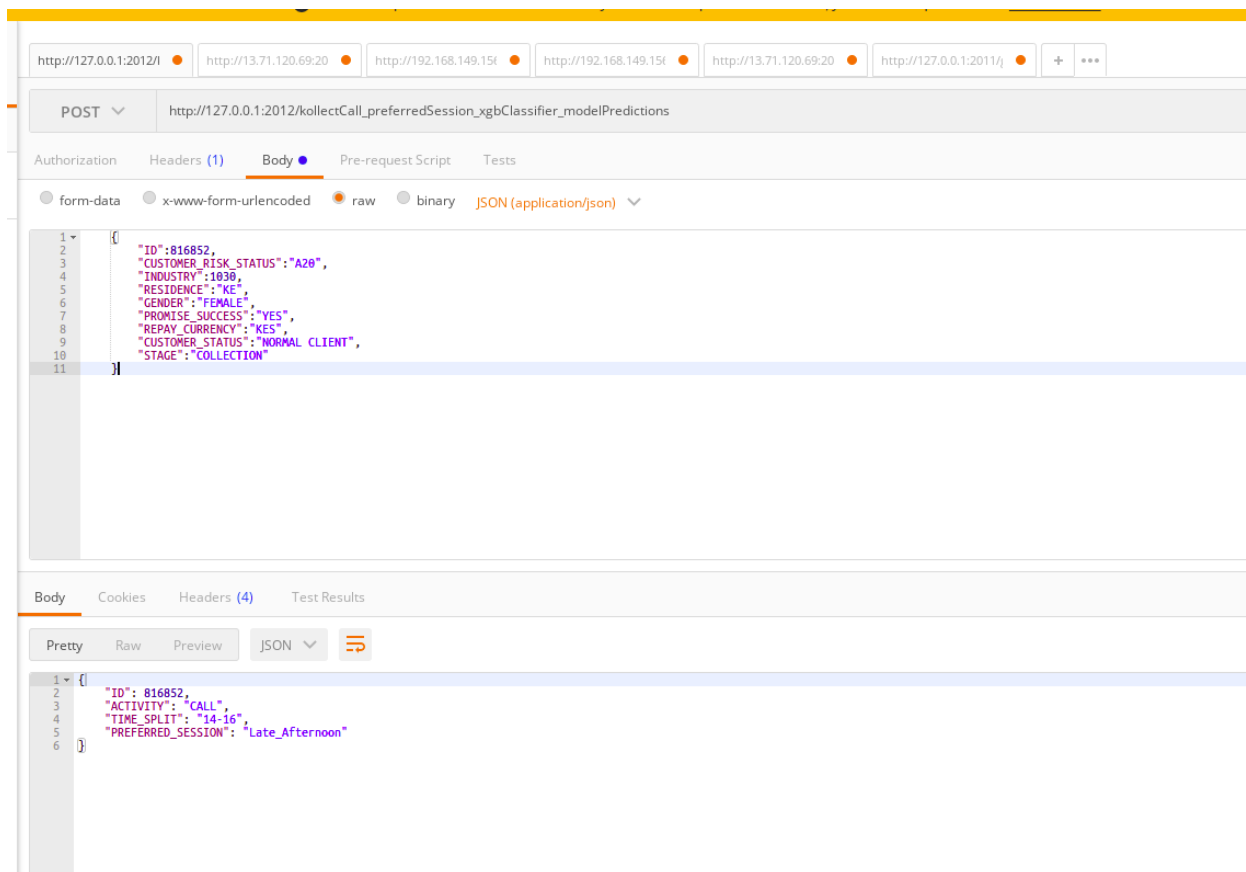 http://127.0.0.1:2012/l http://13.71.120.69:20 http://192.168.149.15 http://192.168.149.15 http://13.71.120.69:20 http://127.0.0.1:2011/ + •••
POST http://127.0.0.1:2012/kollectCall_preferredSession_xgbClassifier_modelPredictions
Authorization Headers (1) Body Pre-request Script Tests
form-data x-www-form-urlencoded raw binary JSON (application/json)
1 {
2 "ID":816852,
3 "CUSTOMER_RISK_STATUS":"A20",
4 "INDUSTRY":1030,
5 "RESIDENCE":"KE",
6 "GENDER":"FEMALE",
7 "PROMISE_SUCCESS":"YES",
8 "REPAY_CURRENCY":"KES",
9 "CUSTOMER_STATUS":"NORMAL CLIENT",
10 "STAGE":"COLLECTION"
11 }
Body Cookies Headers (4) Test Results
Pretty Raw Preview JSON
1 {
2 "ID": 816852,
3 "ACTIVITY": "CALL",
4 "TIME_SPLIT": "14-16",
5 "PREFERRED_SESSION": "Late_Afternoon"
6 }